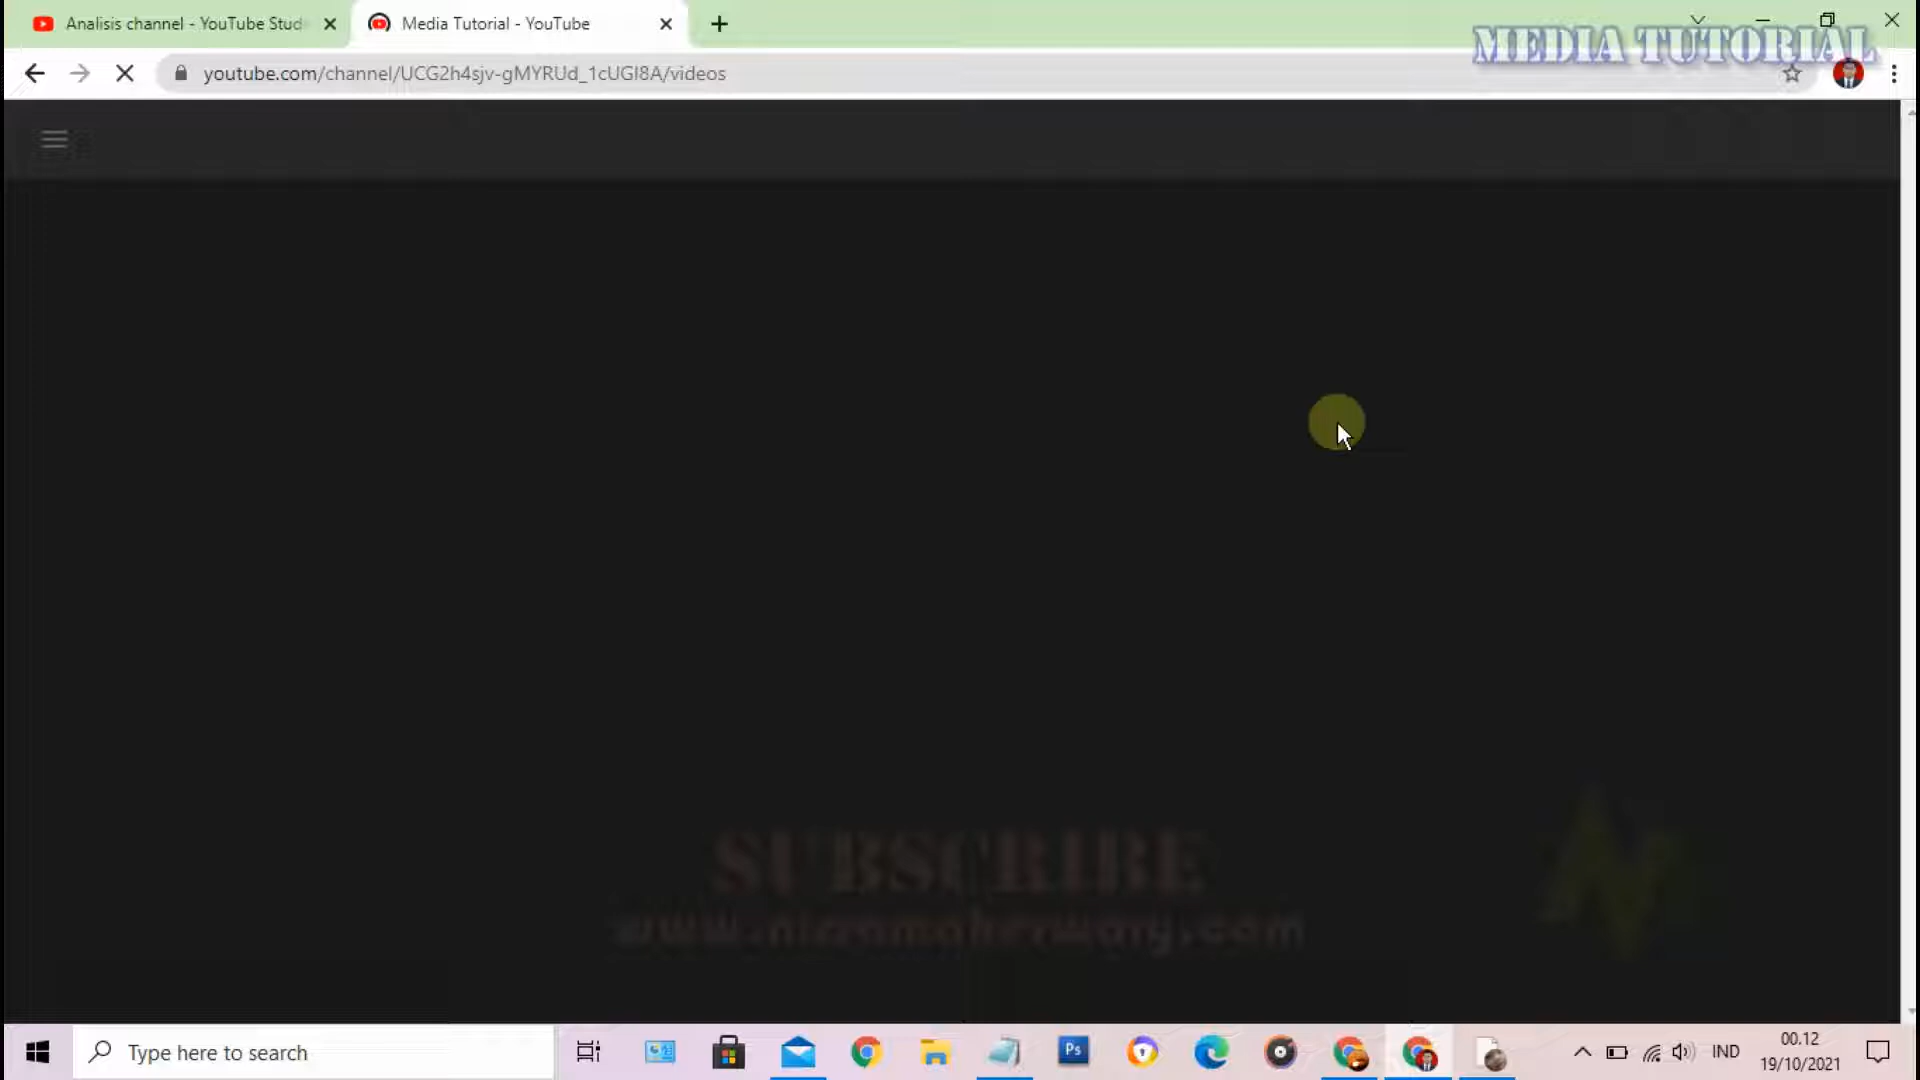 Analisis channel - YouTube Stud
Media Tutorial - YouTube
MEDIA TUTORIAL
youtube.com/channel/UCG2h4sjv-gMYRUd_1cUGI8A/videos
SUBSCRIBE
Type here to search
Ps
IND
00.12
19/10/2021